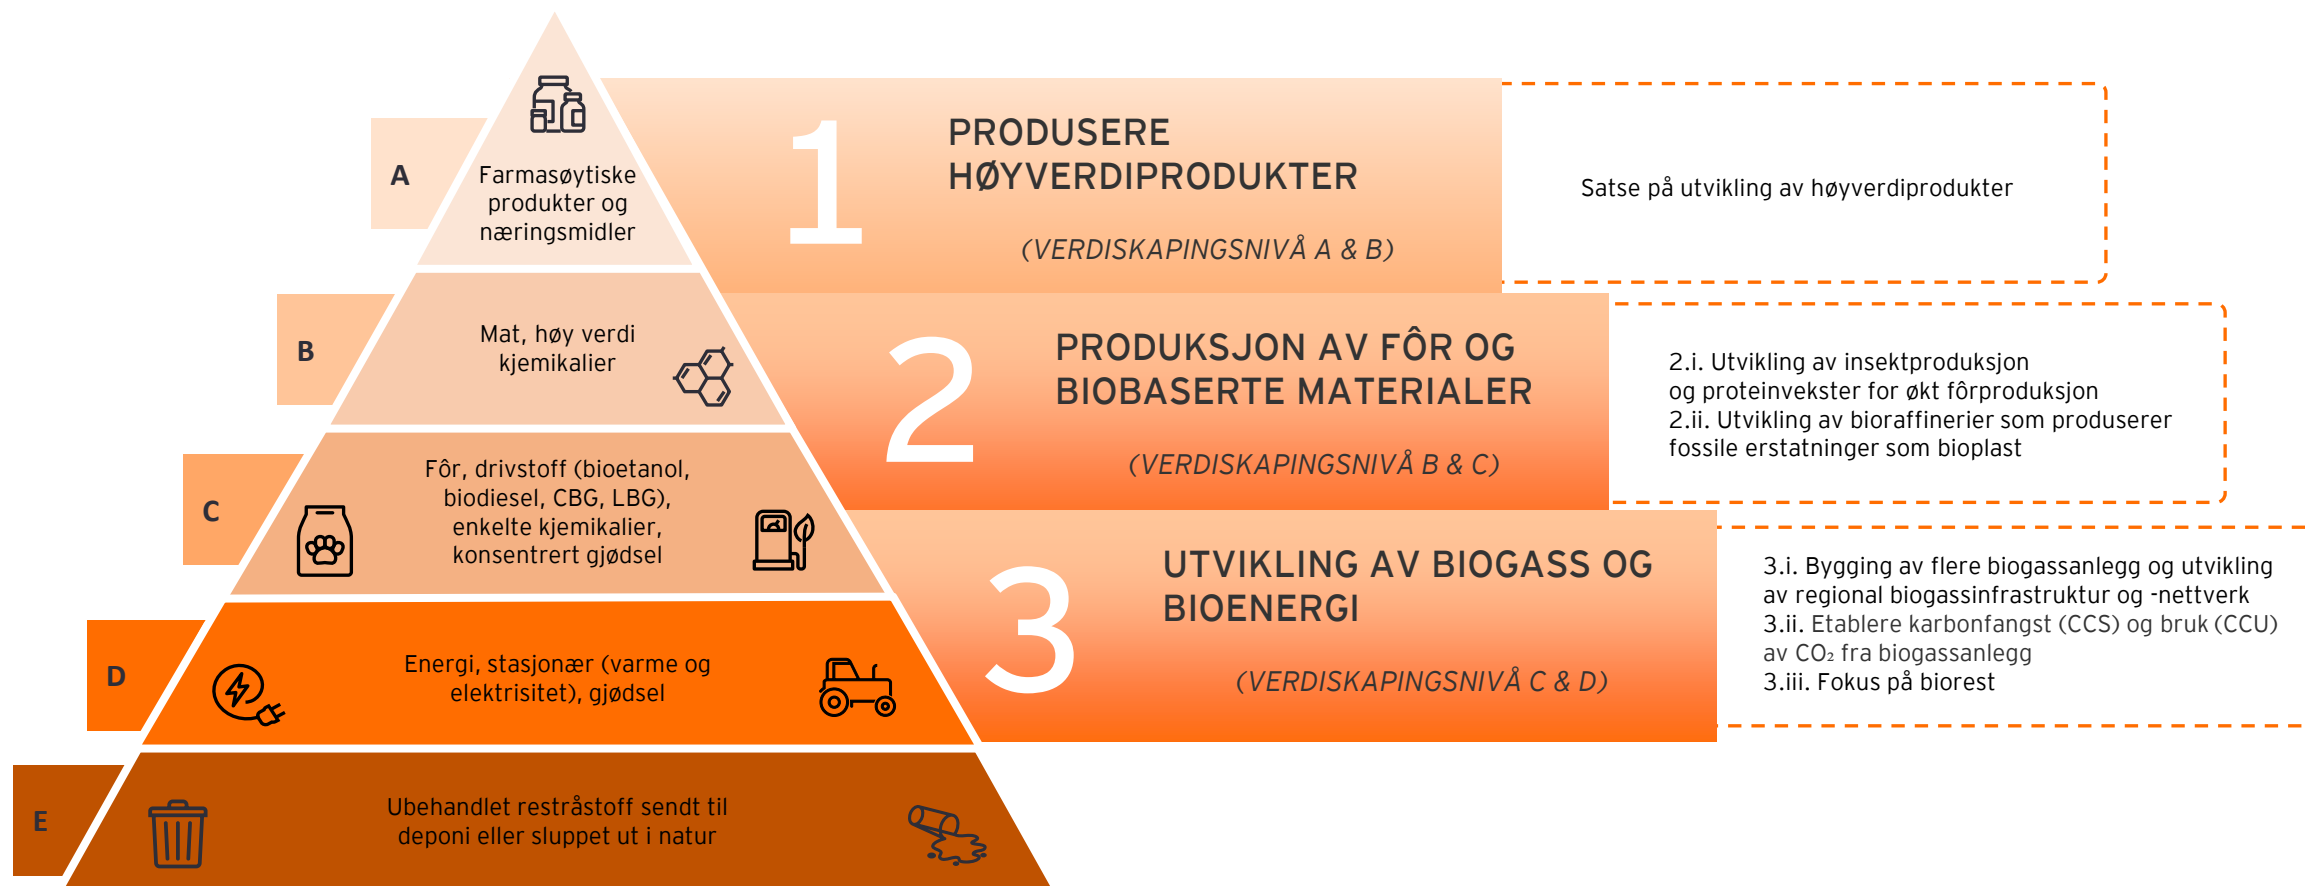 A
Farmasøytiske
produkter og
næringsmidler
1
PRODUSERE
HØYVERDIPRODUKTER
(VERDISKAPINGSNIVÅ A & B)
Satse på utvikling av høyverdiprodukter
B
Mat, høy verdi
kjemikalier
2
PRODUKSJON AV FÔR OG
BIOBASERTE MATERIALER
(VERDISKAPINGSNIVÅ B & C)
2.i. Utvikling av insektproduksjon
og proteinvekster for økt fôrproduksjon
2.ii. Utvikling av bioraffinerier som produserer
fossile erstatninger som bioplast
C
Fôr, drivstoff (bioetanol,
biodiesel, CBG, LBG),
enkelte kjemikalier,
konsentrert gjødsel
3
UTVIKLING AV BIOGASS OG
BIOENERGI
(VERDISKAPINGSNIVÅ C & D)
3.i. Bygging av flere biogassanlegg og utvikling
av regional biogassinfrastruktur og -nettverk
3.ii. Etablere karbonfangst (CCS) og bruk (CCU)
av CO₂ fra biogassanlegg
3.iii. Fokus på biorest
D
Energi, stasjonær (varme og
elektrisitet), gjødsel
E
Ubehandlet restråstoff sendt til
deponi eller sluppet ut i natur